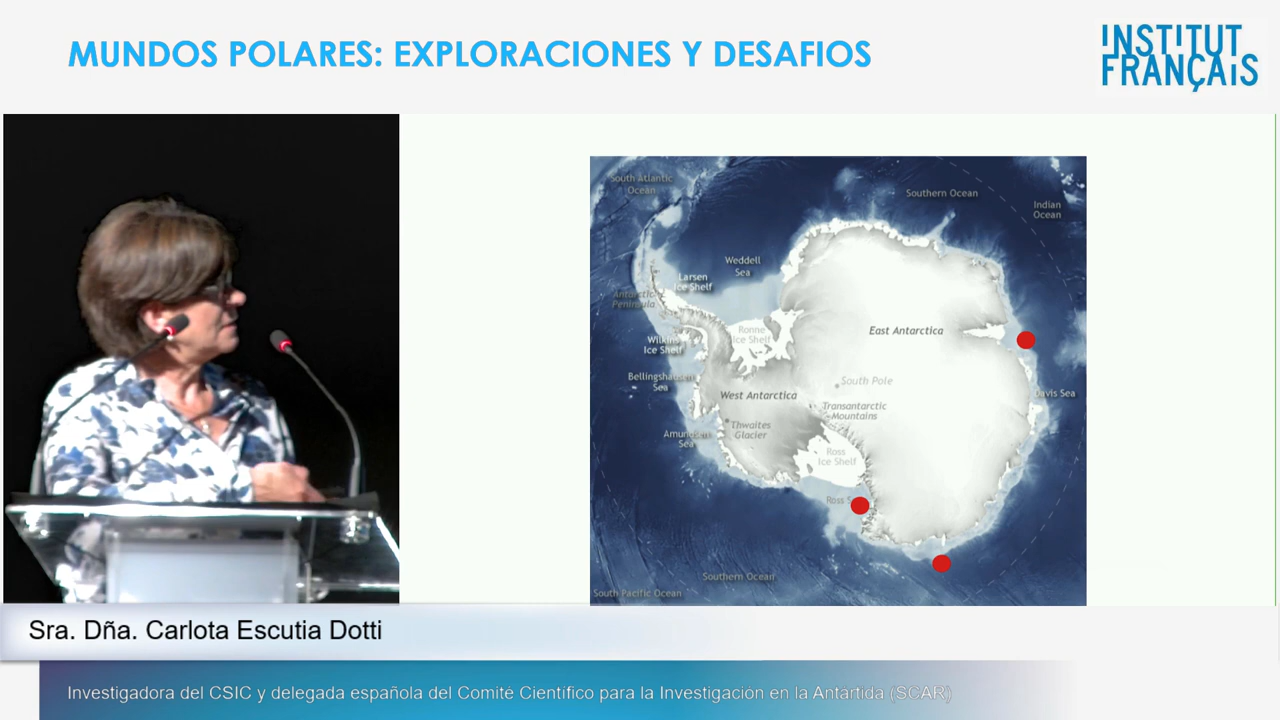 MUNDOS POLARES: EXPLORACIONES Y DESAFIOS
INSTITUT
FRANÇAIS
South Atlantic
Ocean
Southern Ocean
Indian
Ocean
Weddell
Sea
Larsen
Ice Shelf
Antarctic
Peninsula
Ronne
Ice Shelf
East Antarctica
Wilkins
Ice Shelf
Bellingshausen
Sea
South Pole
West Antarctica
Davis Sea
Transantarctic
Mountains
Thwaites
Glacier
Amundsen
Sea
Ross
Ice Shelf
Ross
Southern Ocean
South Pacific Ocean
Sra. Dña. Carlota Escutia Dotti
Investigadora del CSIC y delegada española del Comité Científico para la Investigación en la Antártida (SCAR)